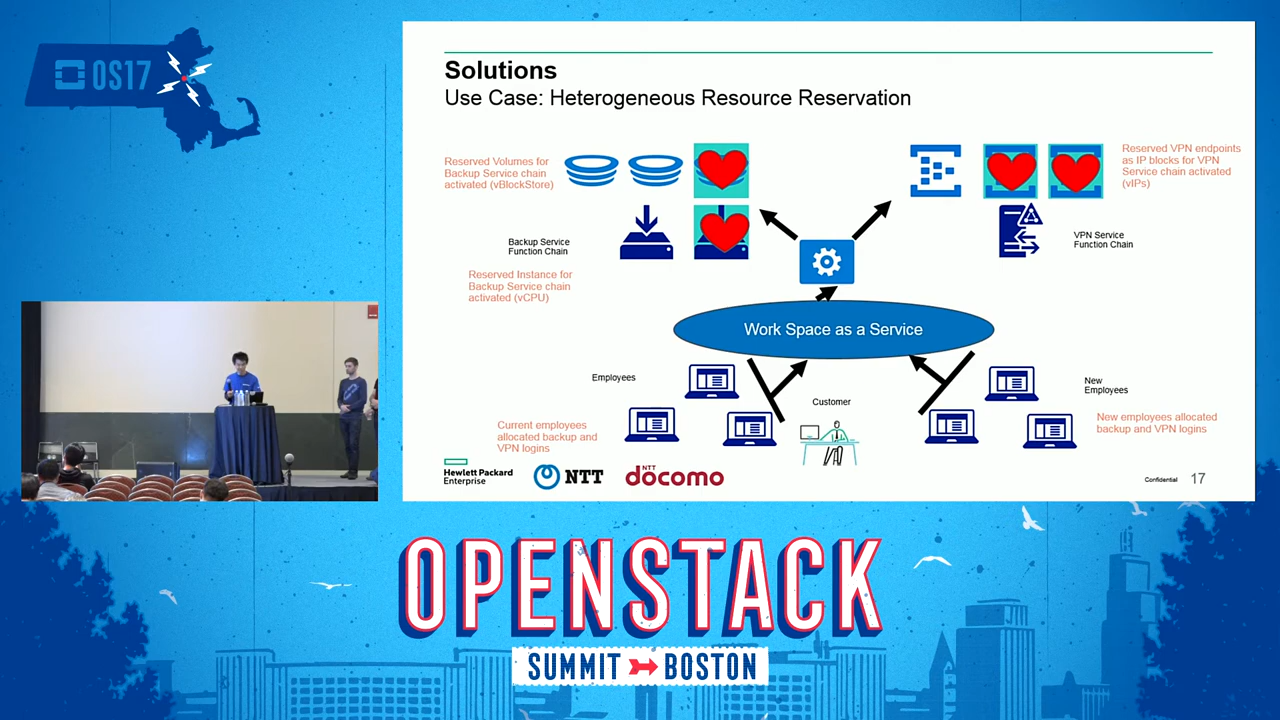 OS17
Solutions
Use Case: Heterogeneous Resource Reservation
Reserved Volumes for
Backup Service chain
activated (vBlockStore)
Reserved VPN endpoints
as IP blocks for VPN
Service chain activated
(vIPs)
Backup Service
Function Chain
VPN Service
Function Chain
Reserved Instance for
Backup Service chain
activated (vCPU)
Work Space as a Service
Employees
Customer
New
Employees
Current employees
allocated backup and
VPN logins
New employees allocated
backup and VPN logins
Hewlett Packard
Enterprise
NTT
NTT
döcomo
Confidential
17
OPENSTACK
SUMMIT BOSTON